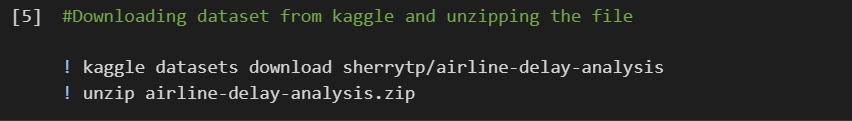 [5] #Downloading dataset from kaggle and unzipping the file
! kaggle datasets download sherrytp/airline-delay-analysis
! unzip airline-delay-analysis.zip